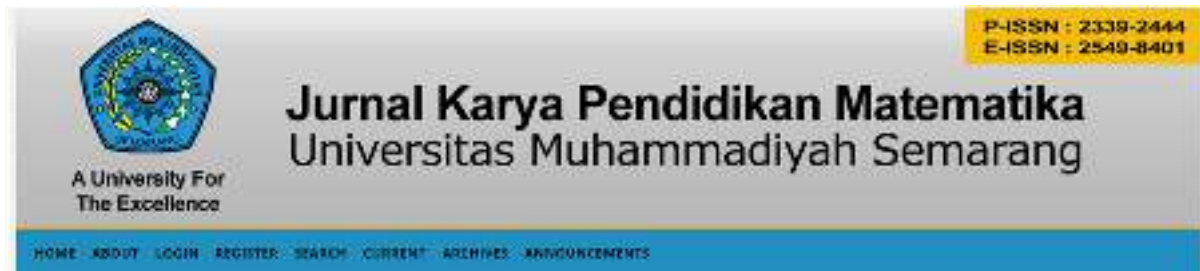 P-ISSN : 2339-2444
E-ISSN : 2549-8401
Jurnal Karya Pendidikan Matematika
Universitas Muhammadiyah Semarang
A University For
The Excellence
HOME ABOUT LOGIN REGISTER SEARCH CURRENT ARCHIVES ANNOUNCEMENTS